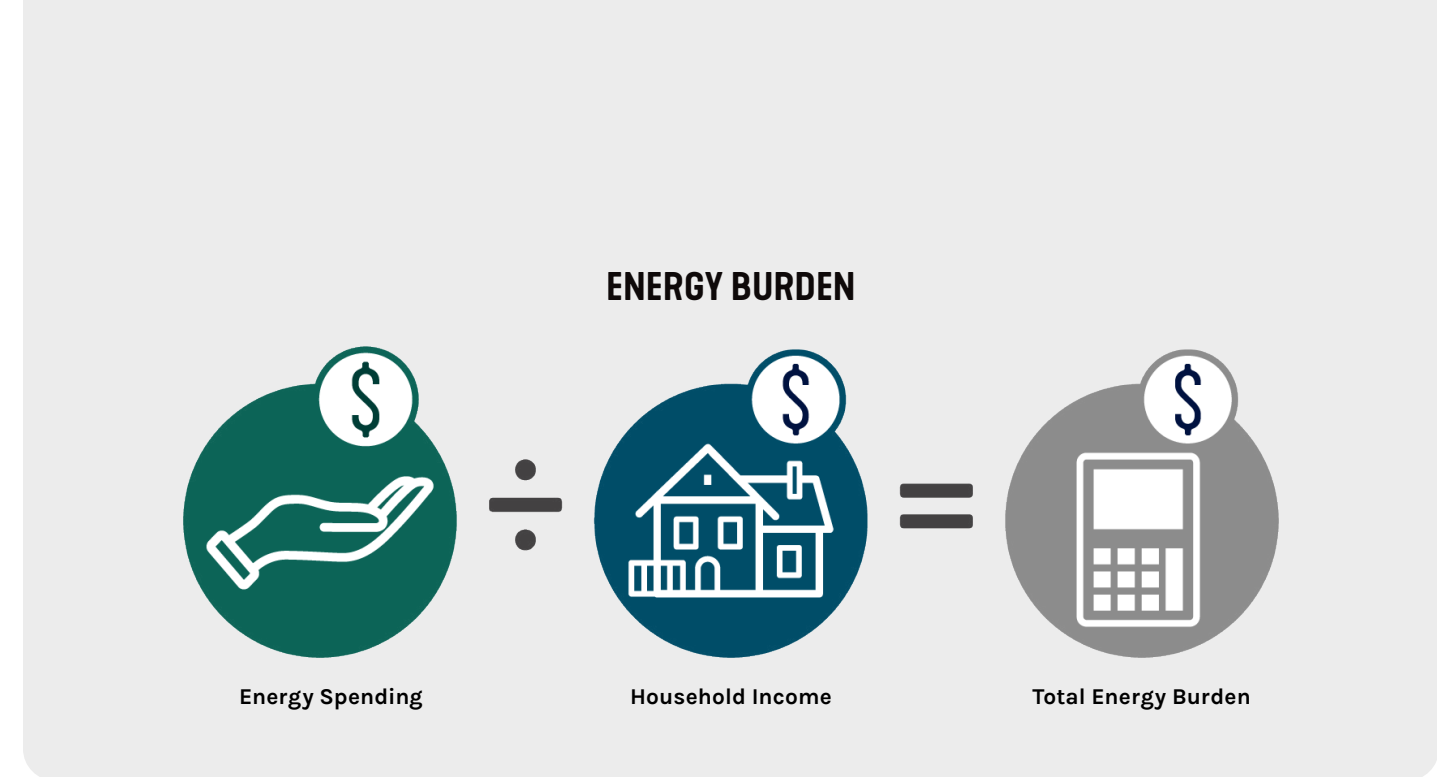 ENERGY BURDEN
$ $ $
÷ =
Energy Spending Household Income Total Energy Burden